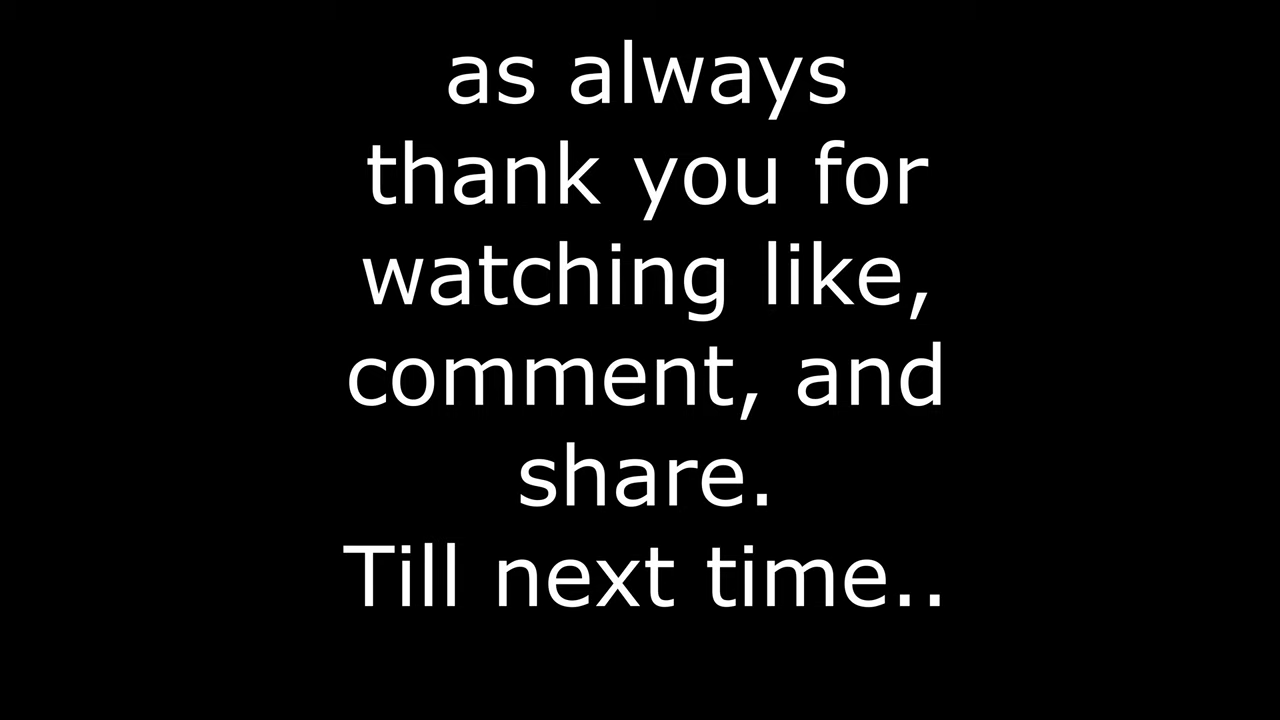 as always
thank you for
watching like,
comment, and
share.
Till next time..